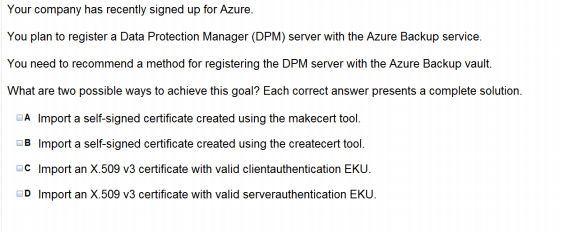 Your company has recently signed up for Azure.
You plan to register a Data Protection Manager (DPM) server with the Azure Backup service.
You need to recommend a method for registering the DPM server with the Azure Backup vault.
What are two possible ways to achieve this goal? Each correct answer presents a complete solution.
A Import a self-signed certificate created using the makecert tool.
B Import a self-signed certificate created using the createcert tool.
C Import an X.509 v3 certificate with valid clientauthentication EKU.
D Import an X.509 v3 certificate with valid serverauthentication EKU.